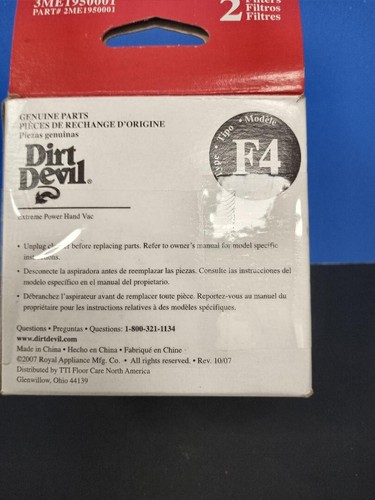 3ME1950001
PART# 2ME1950001
2 Filters
Filtros
Filtres
GENUINE PARTS
PIÈCES DE RECHANGE D'ORIGINE
Piezas genuinas
Type • Tipo • Modèle
F4
Dirt
Devil®
Extreme Power Hand Vac
• Unplug before replacing parts. Refer to owner's manual for model specific
• Desconecte la aspiradora antes de reemplazar las piezas. Consulte las instrucciones del
modelo específico en el manual del propietario.
• Débranchez l'aspirateur avant de remplacer toute pièce. Reportez-vous au manuel du
propriétaire pour les instructions relatives à des modèles spécifiques.
Questions • Preguntas • Questions: 1-800-321-1134
www.dirtdevil.com
Made in China • Hecho en China • Fabriqué en Chine
©2007 Royal Appliance Mfg. Co. • All rights reserved. • Rev. 10/07
Distributed by TTI Floor Care North America
Glenwillow, Ohio 44139